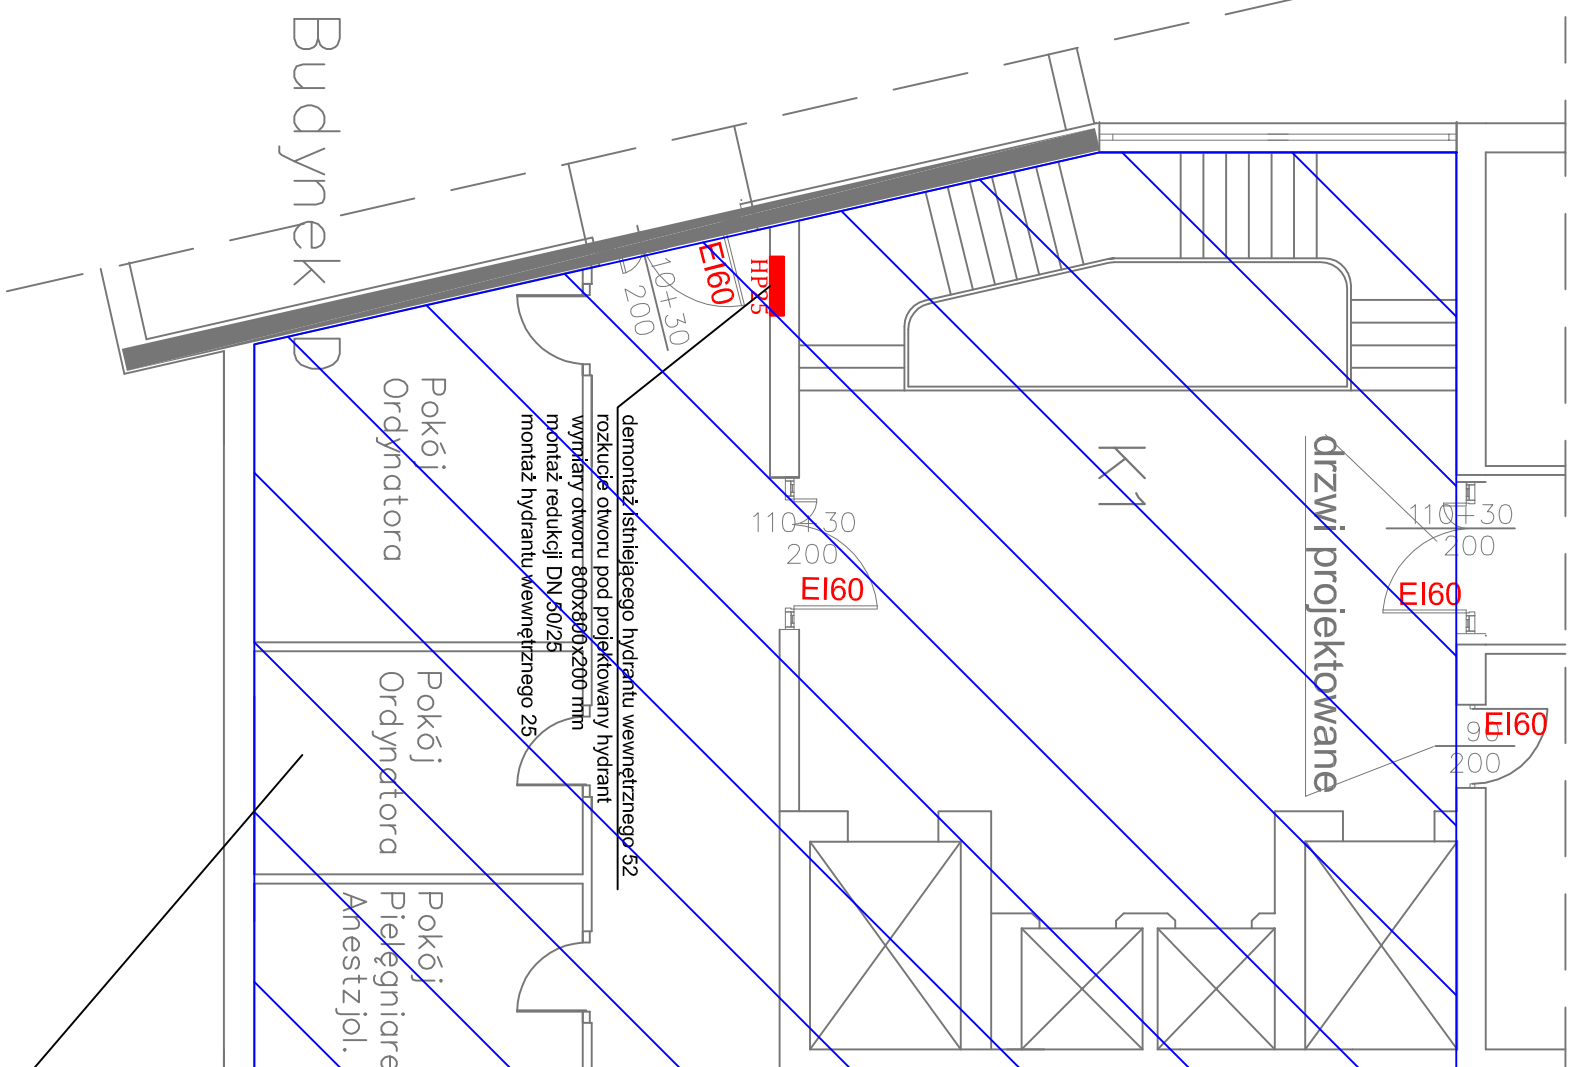 Budynek D
Pokój
Ordynatora
Pokój
Ordynatora
Pokój
Pielęgniare
Anestzjol.
demontaż istniejącego hydrantu wewnętrznego 52
rozkucie otworu pod projektowany hydrant
wymiary otworu 800x800x200 mm
montaż redukcji DN 50/25
montaż hydrantu wewnętrznego 25
110+30
200
EI60
HP25
110+30
200
EI60
K1
drzwi projektowane
110+30
200
EI60
90
200
EI60